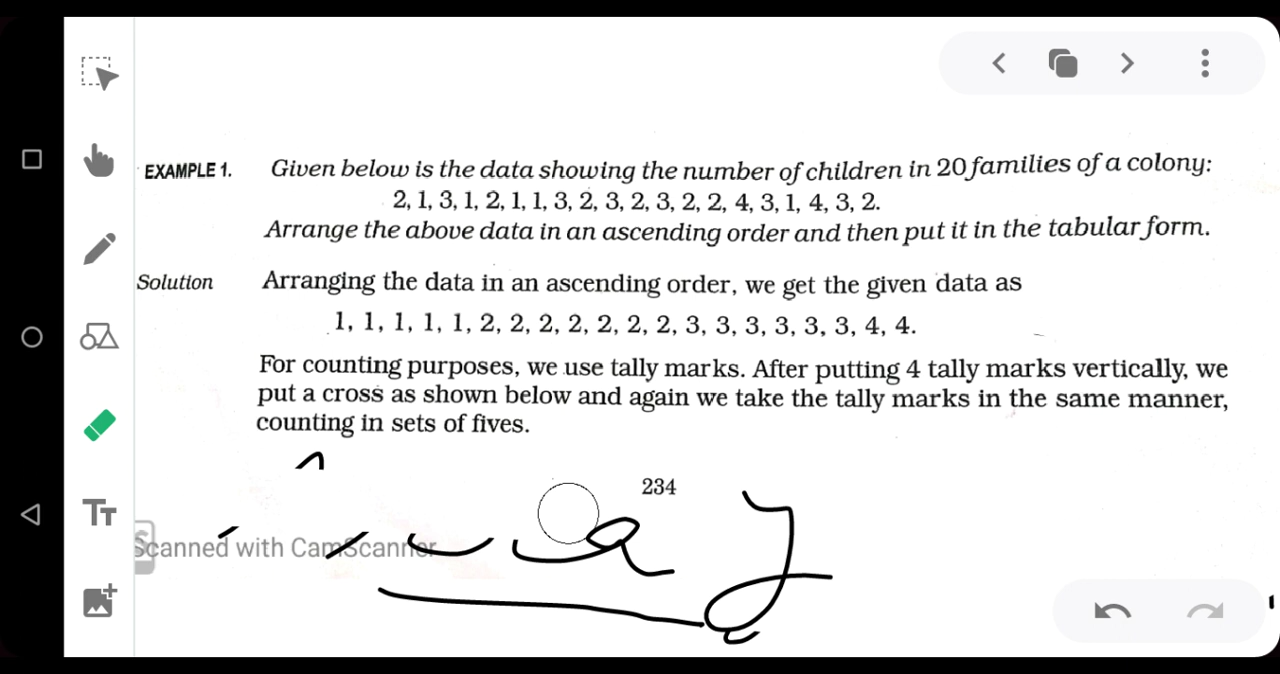 EXAMPLE 1. Given below is the data showing the number of children in 20 families of a colony:
2, 1, 3, 1, 2, 1, 1, 3, 2, 3, 2, 3, 2, 2, 4, 3, 1, 4, 3, 2.
Arrange the above data in an ascending order and then put it in the tabular form.
Solution Arranging the data in an ascending order, we get the given data as
1, 1, 1, 1, 1, 2, 2, 2, 2, 2, 2, 2, 3, 3, 3, 3, 3, 3, 4, 4.
For counting purposes, we use tally marks. After putting 4 tally marks vertically, we
put a cross as shown below and again we take the tally marks in the same manner,
counting in sets of fives.
234
Scanned with CamScanner
TT